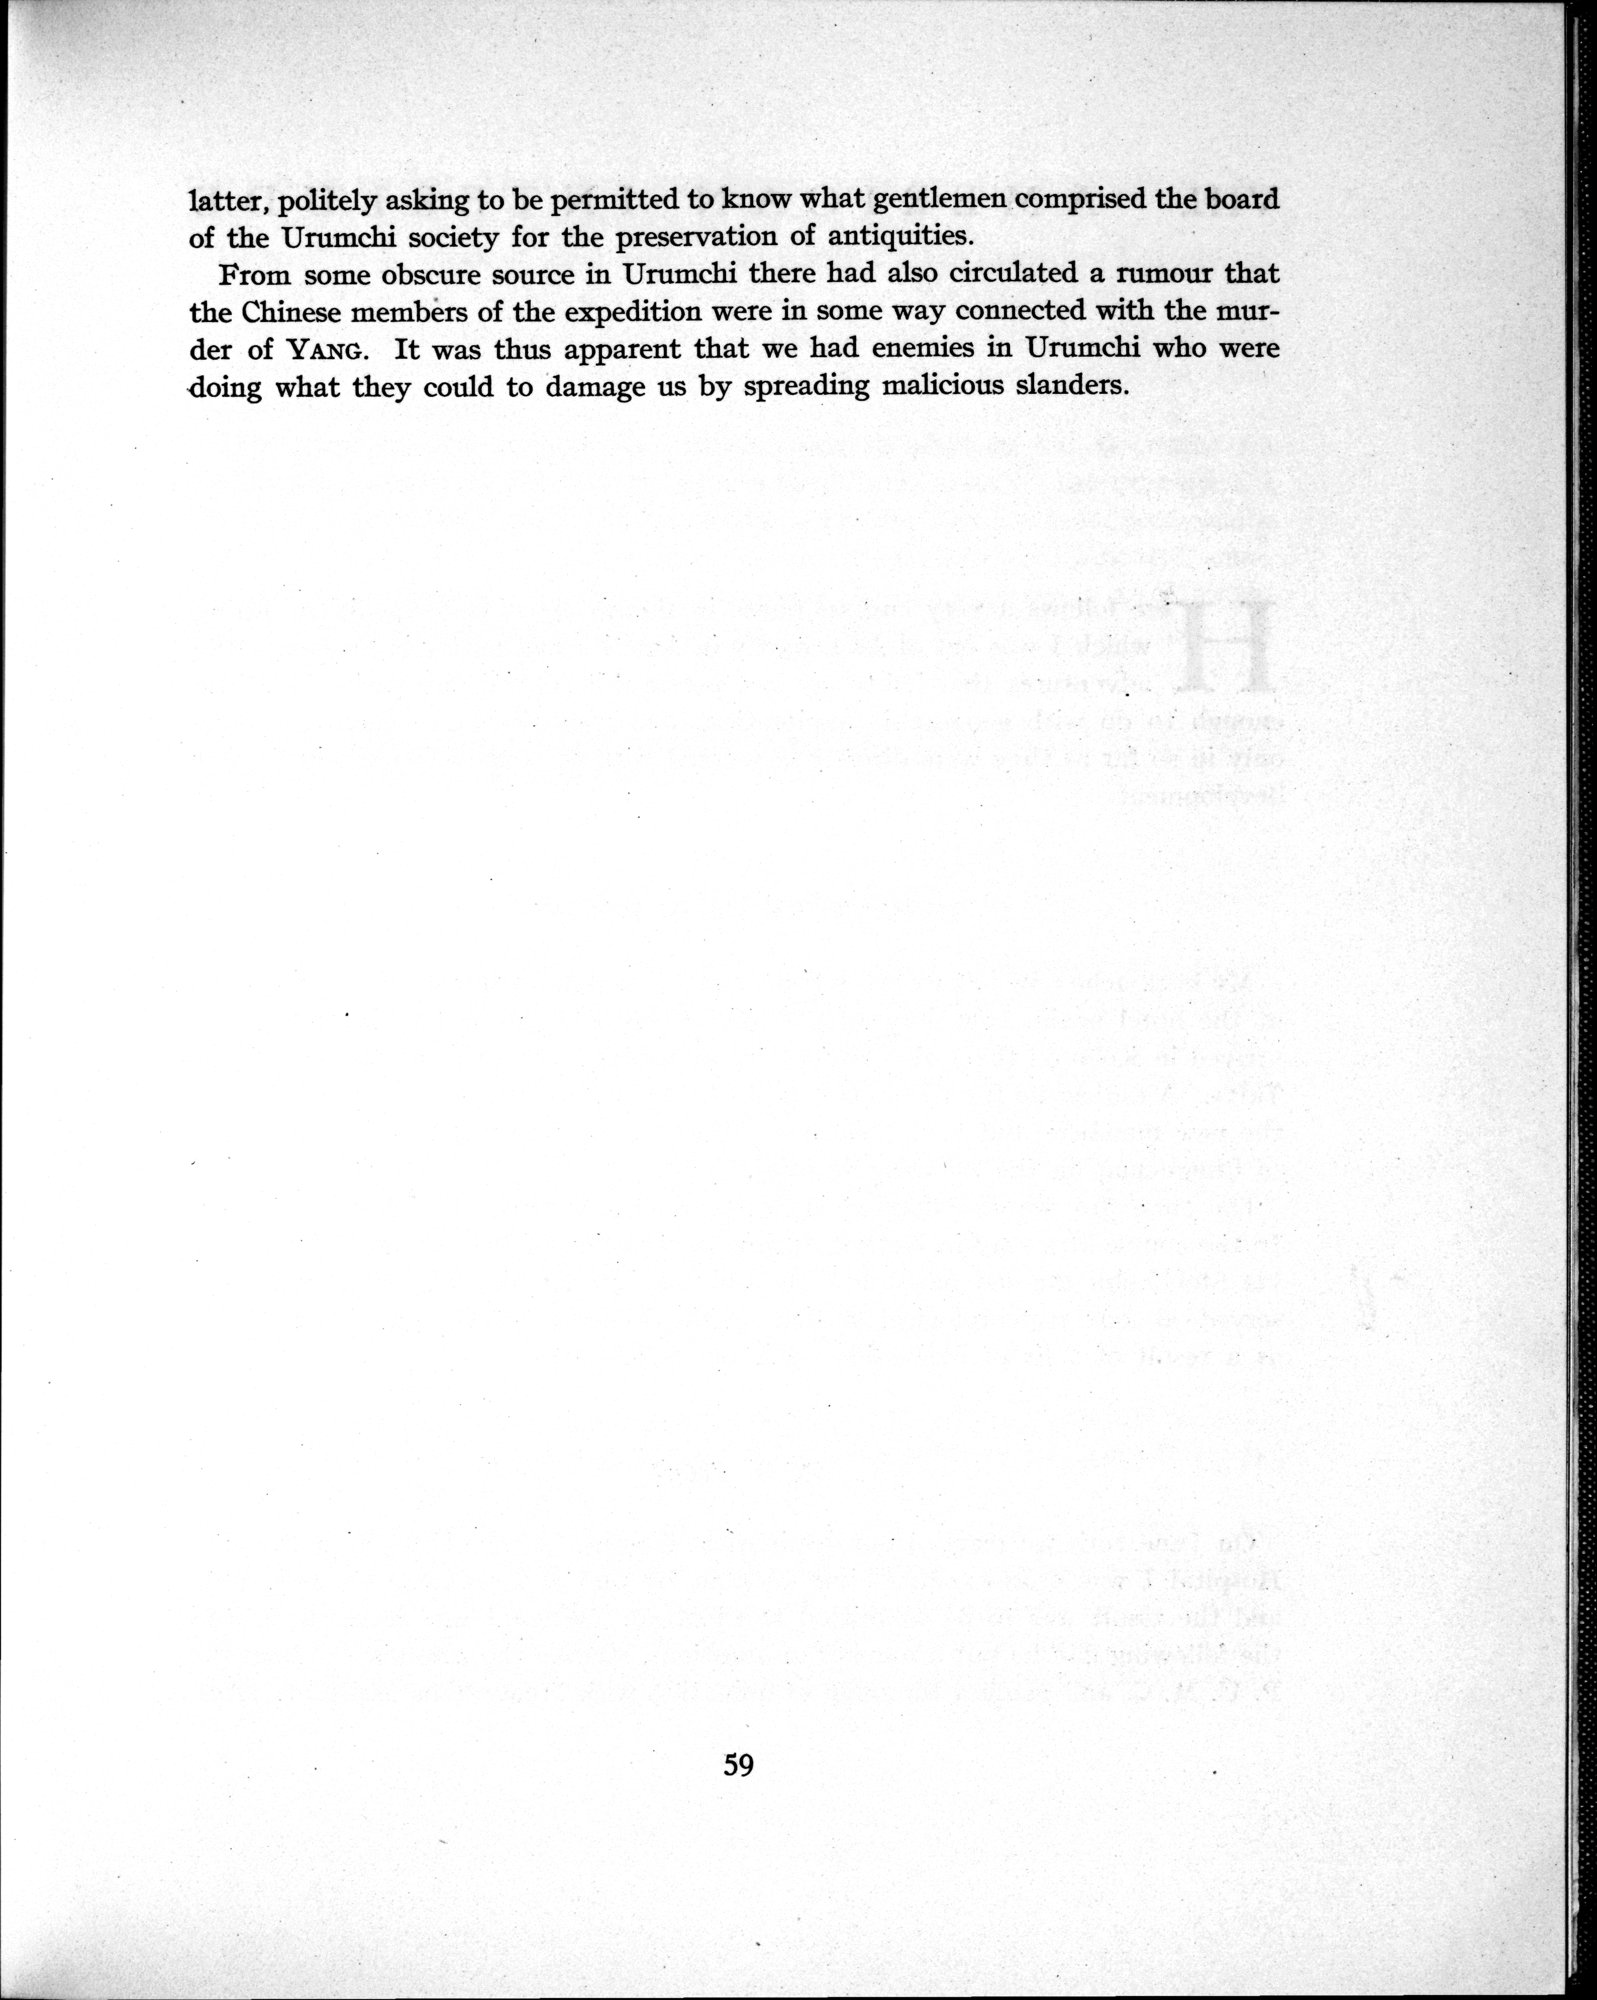 latter, politely asking to be permitted to know what gentlemen comprised the board
of the Urumchi society for the preservation of antiquities.
From some obscure source in Urumchi there had also circulated a rumour that
the Chinese members of the expedition were in some way connected with the mur-
der of YANG. It was thus apparent that we had enemies in Urumchi who were
doing what they could to damage us by spreading malicious slanders.
59